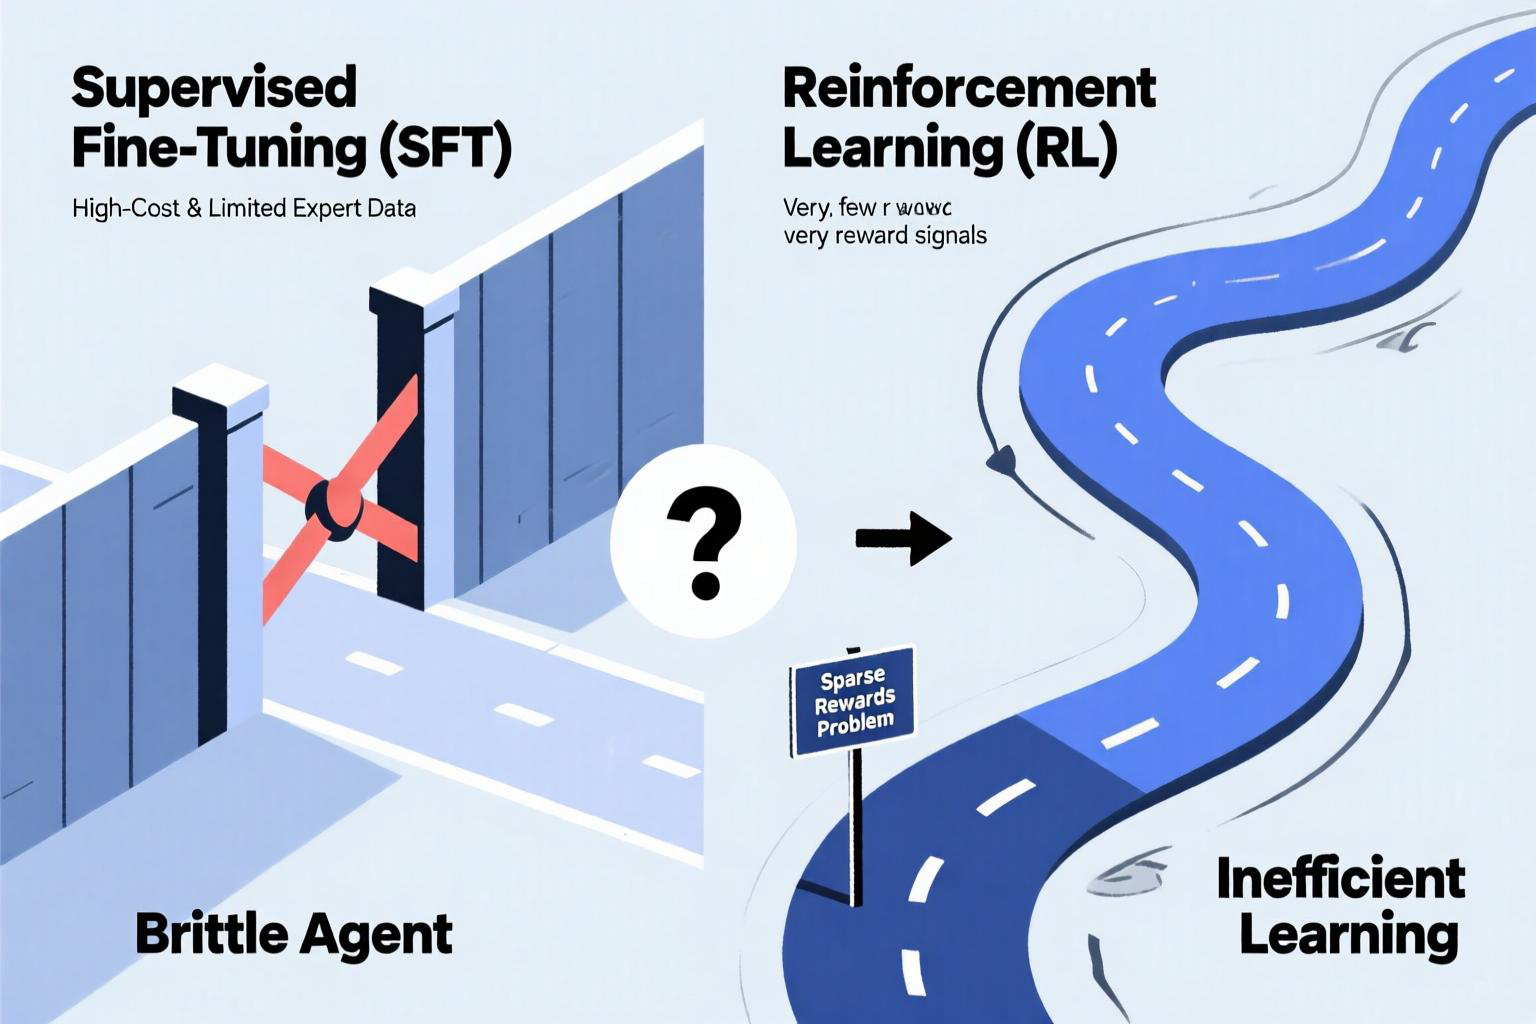 Supervised
Fine-Tuning (SFT)
High-Cost & Limited Expert Data
Reinforcement
Learning (RL)
Very, few r
very reward signals
?
Sparse
Rewards
Problem
Brittle Agent
Inefficient
Learning